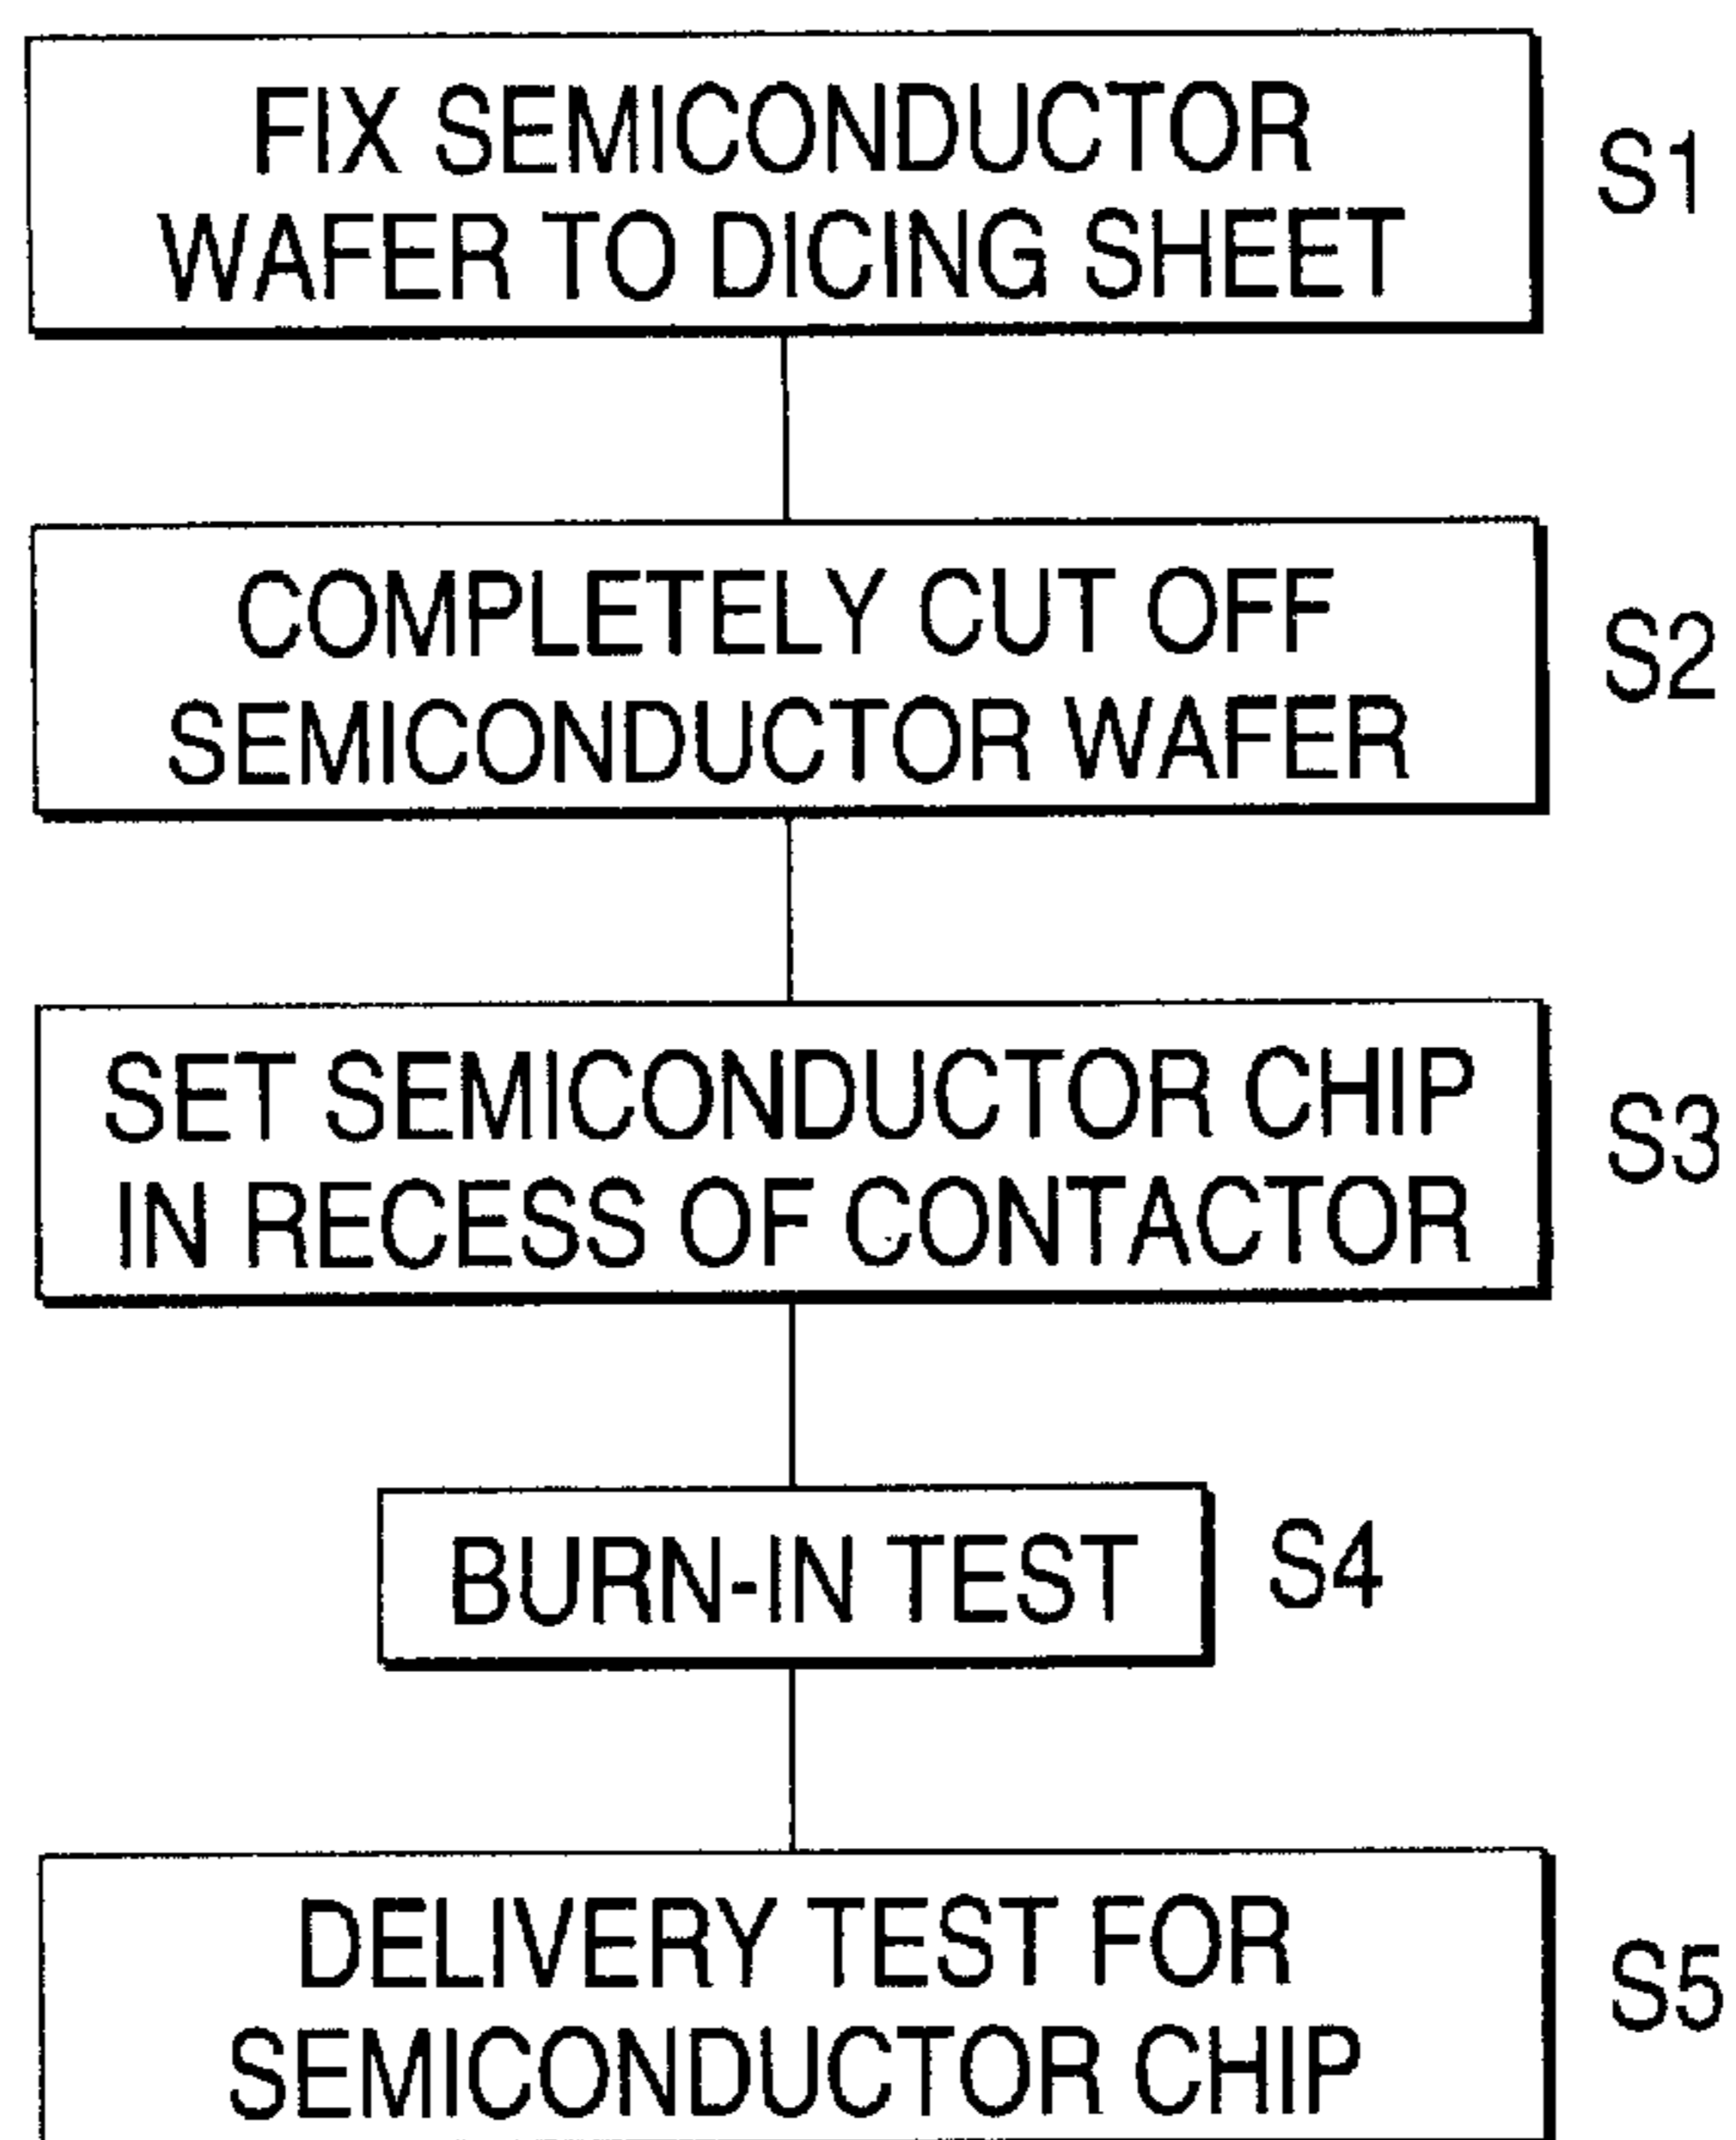 FIX SEMICONDUCTOR
WAFER TO DICING SHEET
S1
COMPLETELY CUT OFF
SEMICONDUCTOR WAFER
S2
SET SEMICONDUCTOR CHIP
IN RECESS OF CONTACTOR
S3
BURN-IN TEST
S4
DELIVERY TEST FOR
SEMICONDUCTOR CHIP
S5